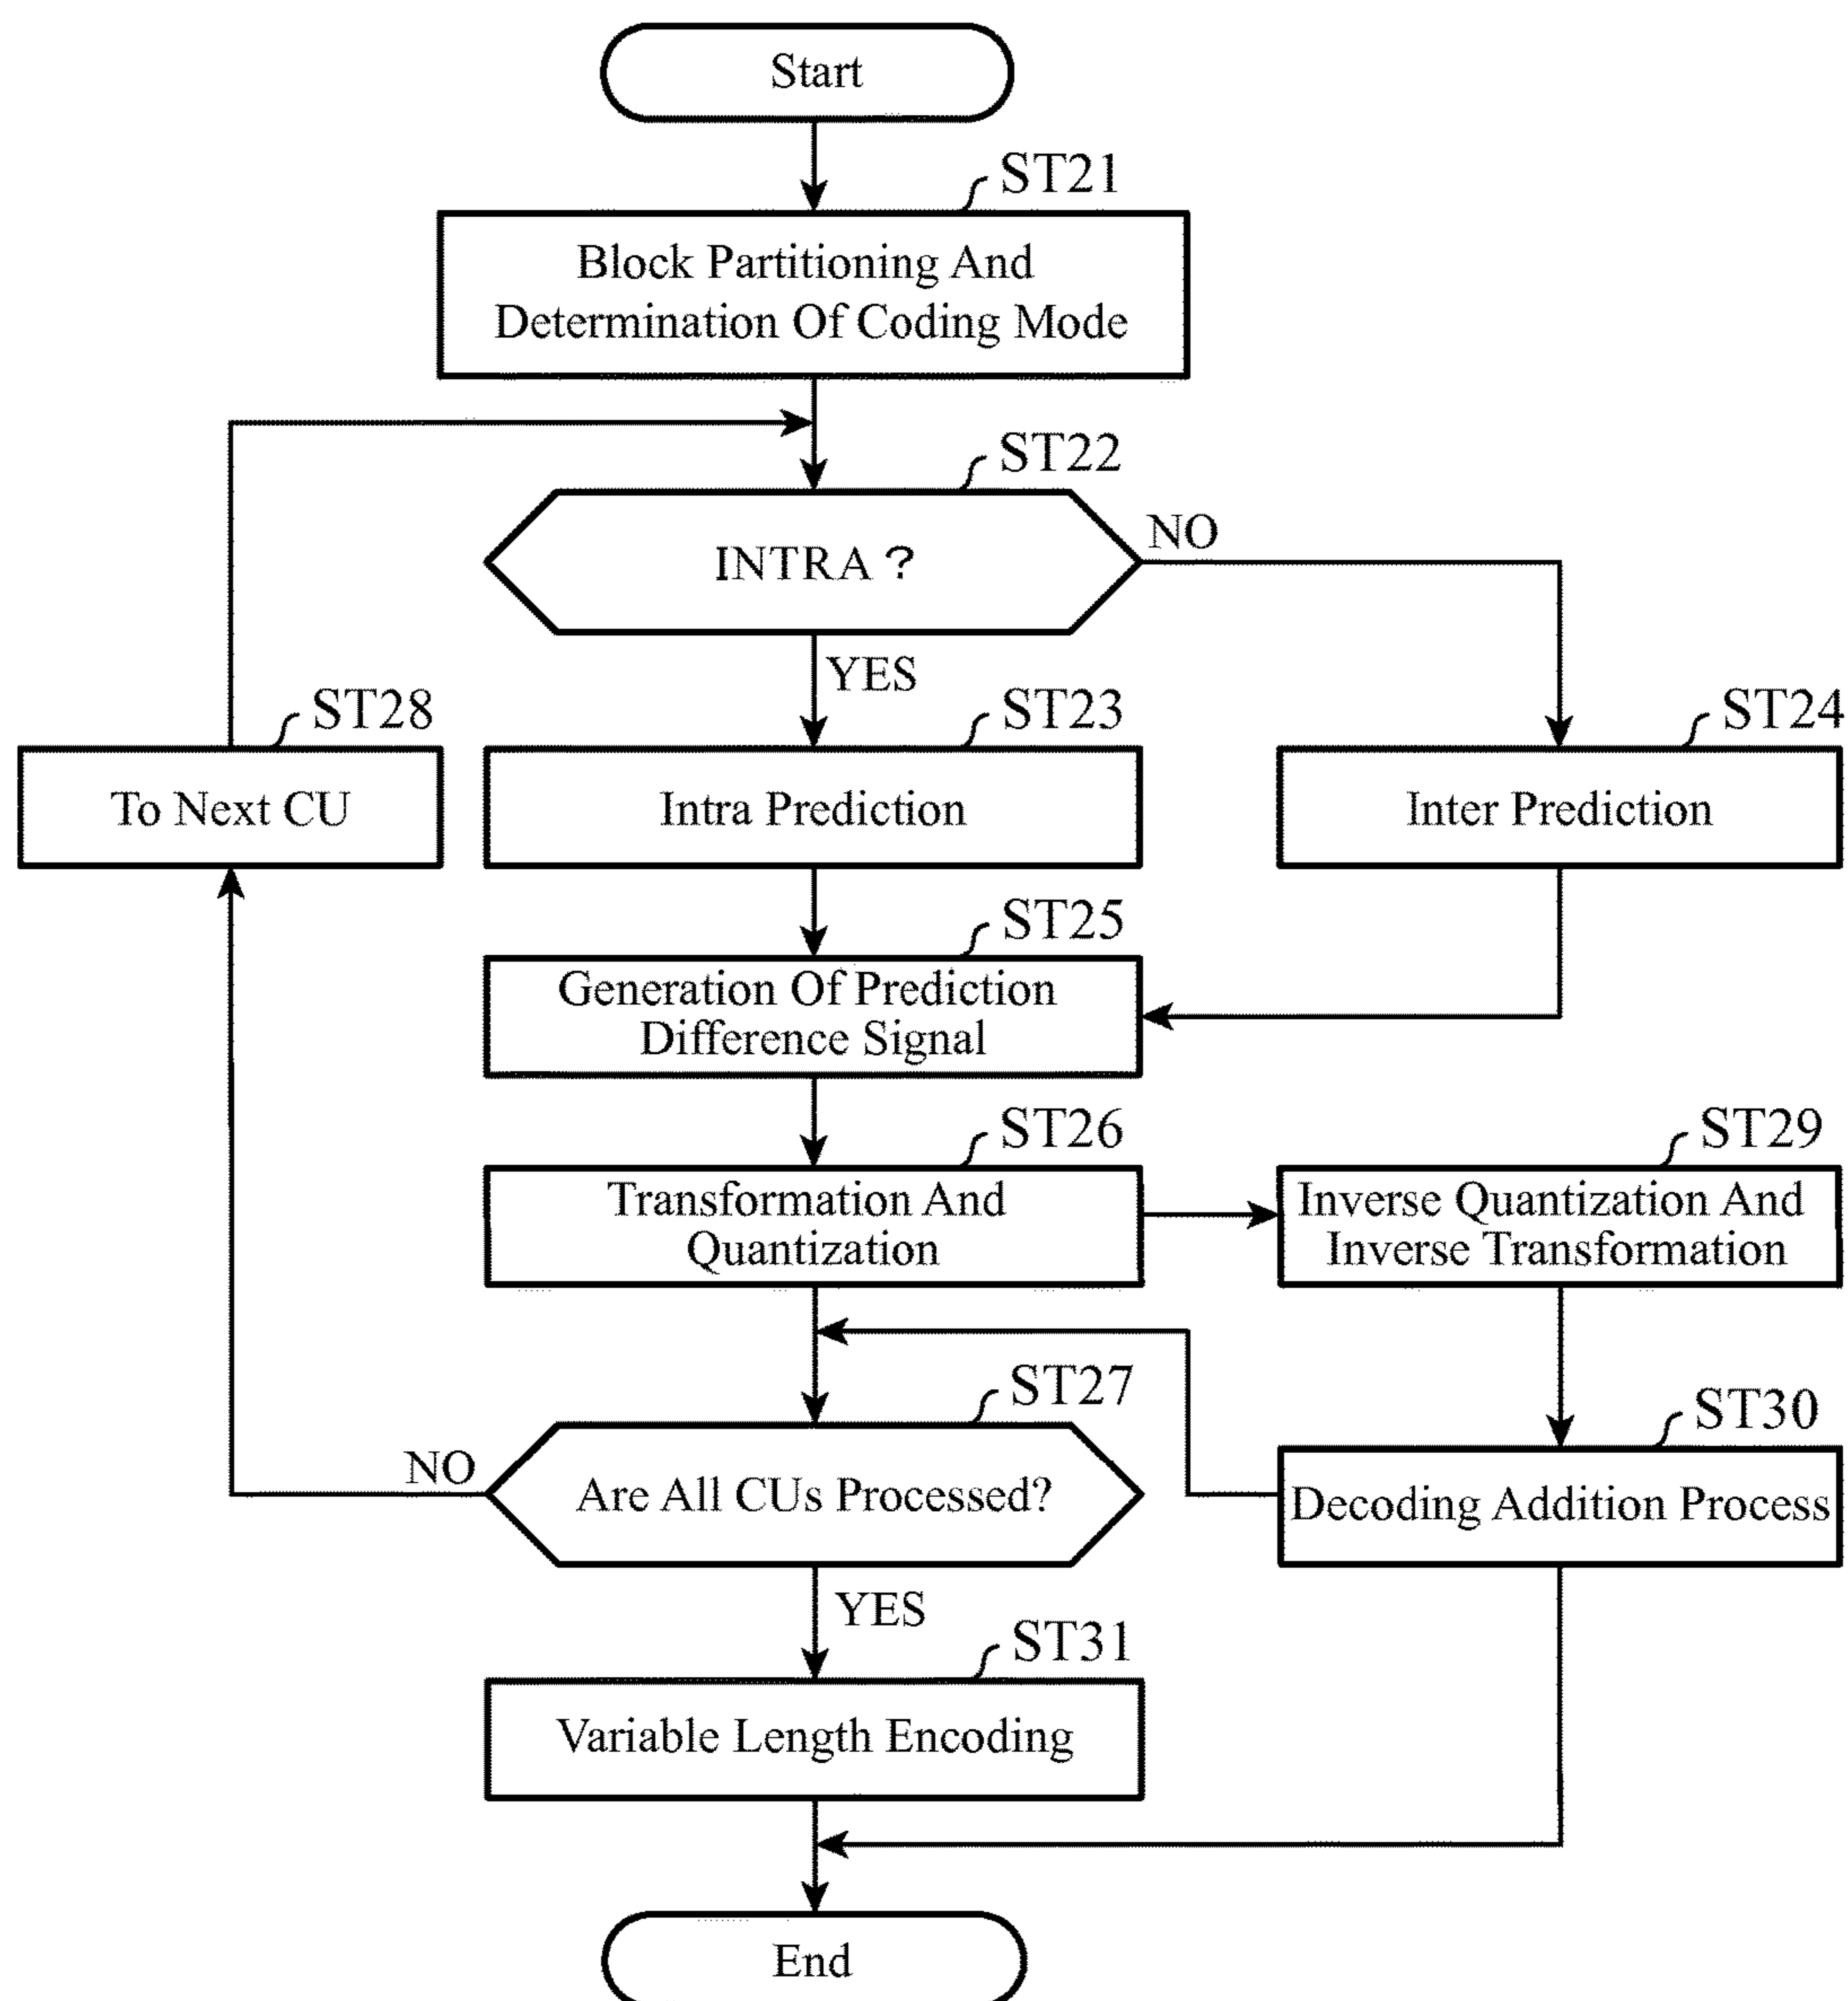 Start
ST21
Block Partitioning And
Determination Of Coding Mode
ST22
INTRA ?
NO
YES
ST28
ST23
ST24
To Next CU
Intra Prediction
Inter Prediction
ST25
Generation Of Prediction
Difference Signal
ST26
ST29
Transformation And
Quantization
Inverse Quantization And
Inverse Transformation
ST27
ST30
NO
Are All CUs Processed?
Decoding Addition Process
YES
ST31
Variable Length Encoding
End